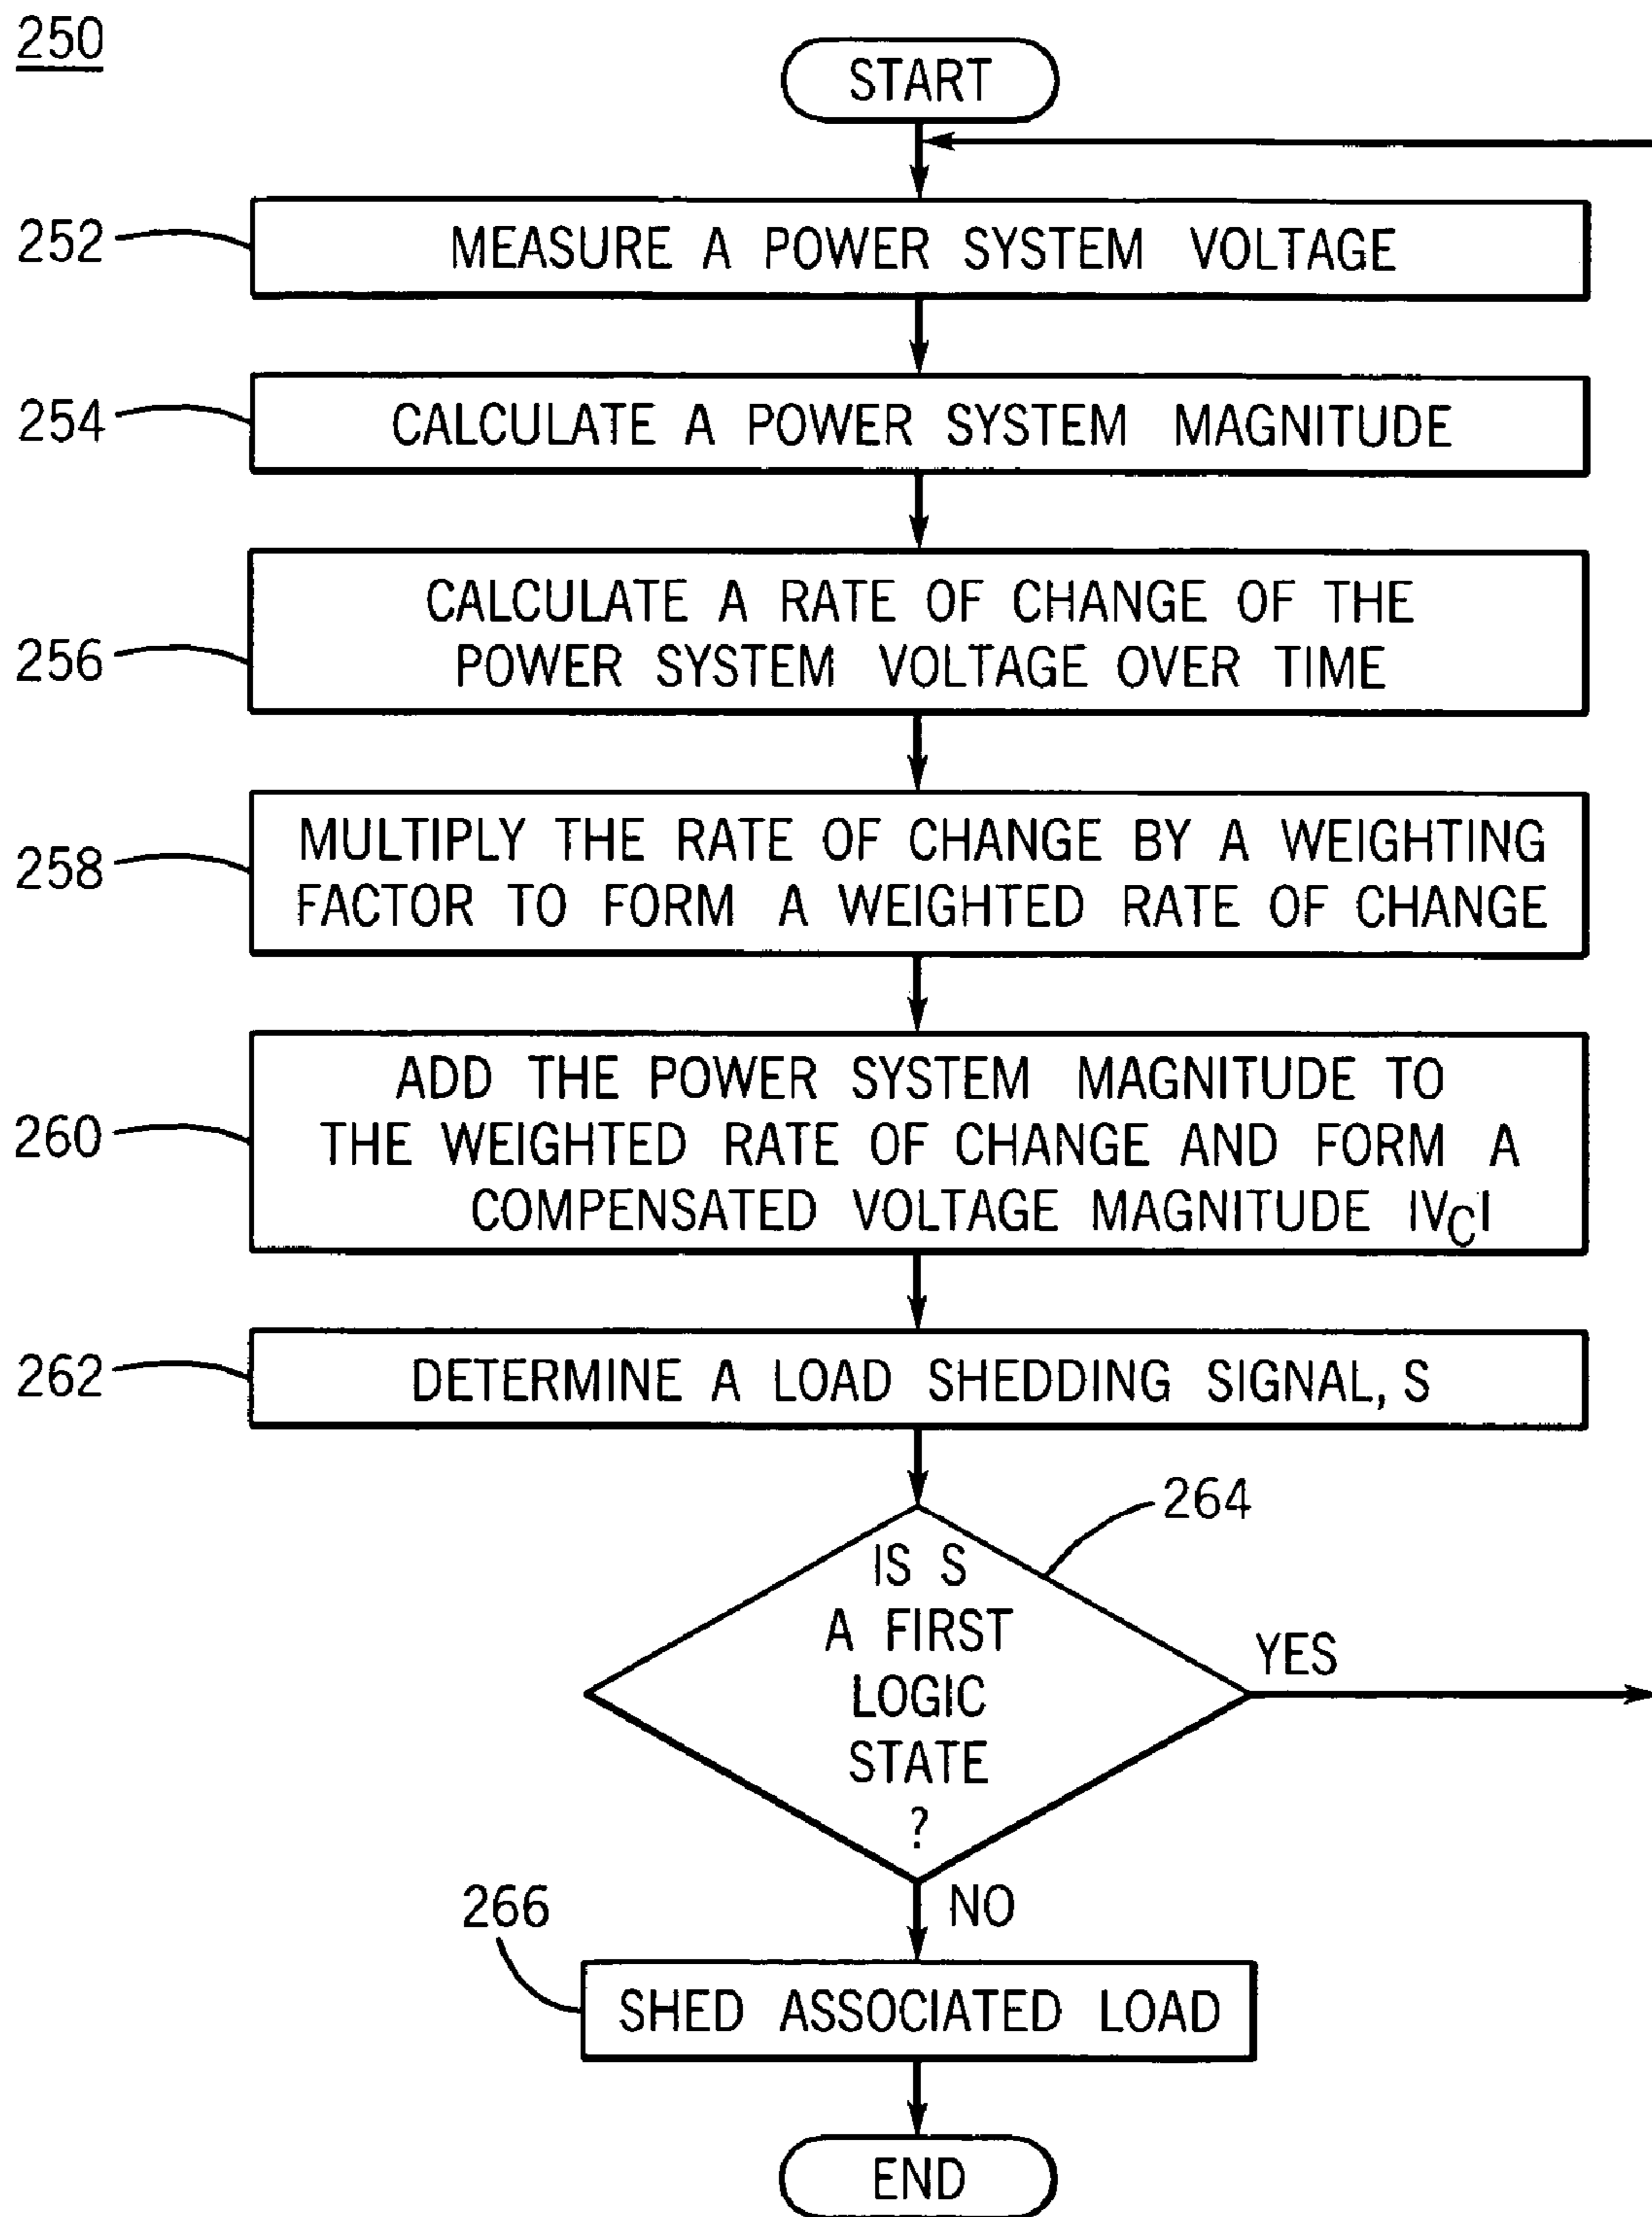 250
START
252
MEASURE A POWER SYSTEM VOLTAGE
254
CALCULATE A POWER SYSTEM MAGNITUDE
CALCULATE A RATE OF CHANGE OF THE
256
POWER SYSTEM VOLTAGE OVER TIME
258
MULTIPLY THE RATE OF CHANGE BY A WEIGHTING
FACTOR TO FORM A WEIGHTED RATE OF CHANGE
ADD THE POWER SYSTEM MAGNITUDE TO
260
THE WEIGHTED RATE OF CHANGE AND FORM A
COMPENSATED VOLTAGE MAGNITUDE |VC|
262
DETERMINE A LOAD SHEDDING SIGNAL, S
264
IS S
A FIRST
LOGIC
STATE
?
YES
NO
266
SHED ASSOCIATED LOAD
END